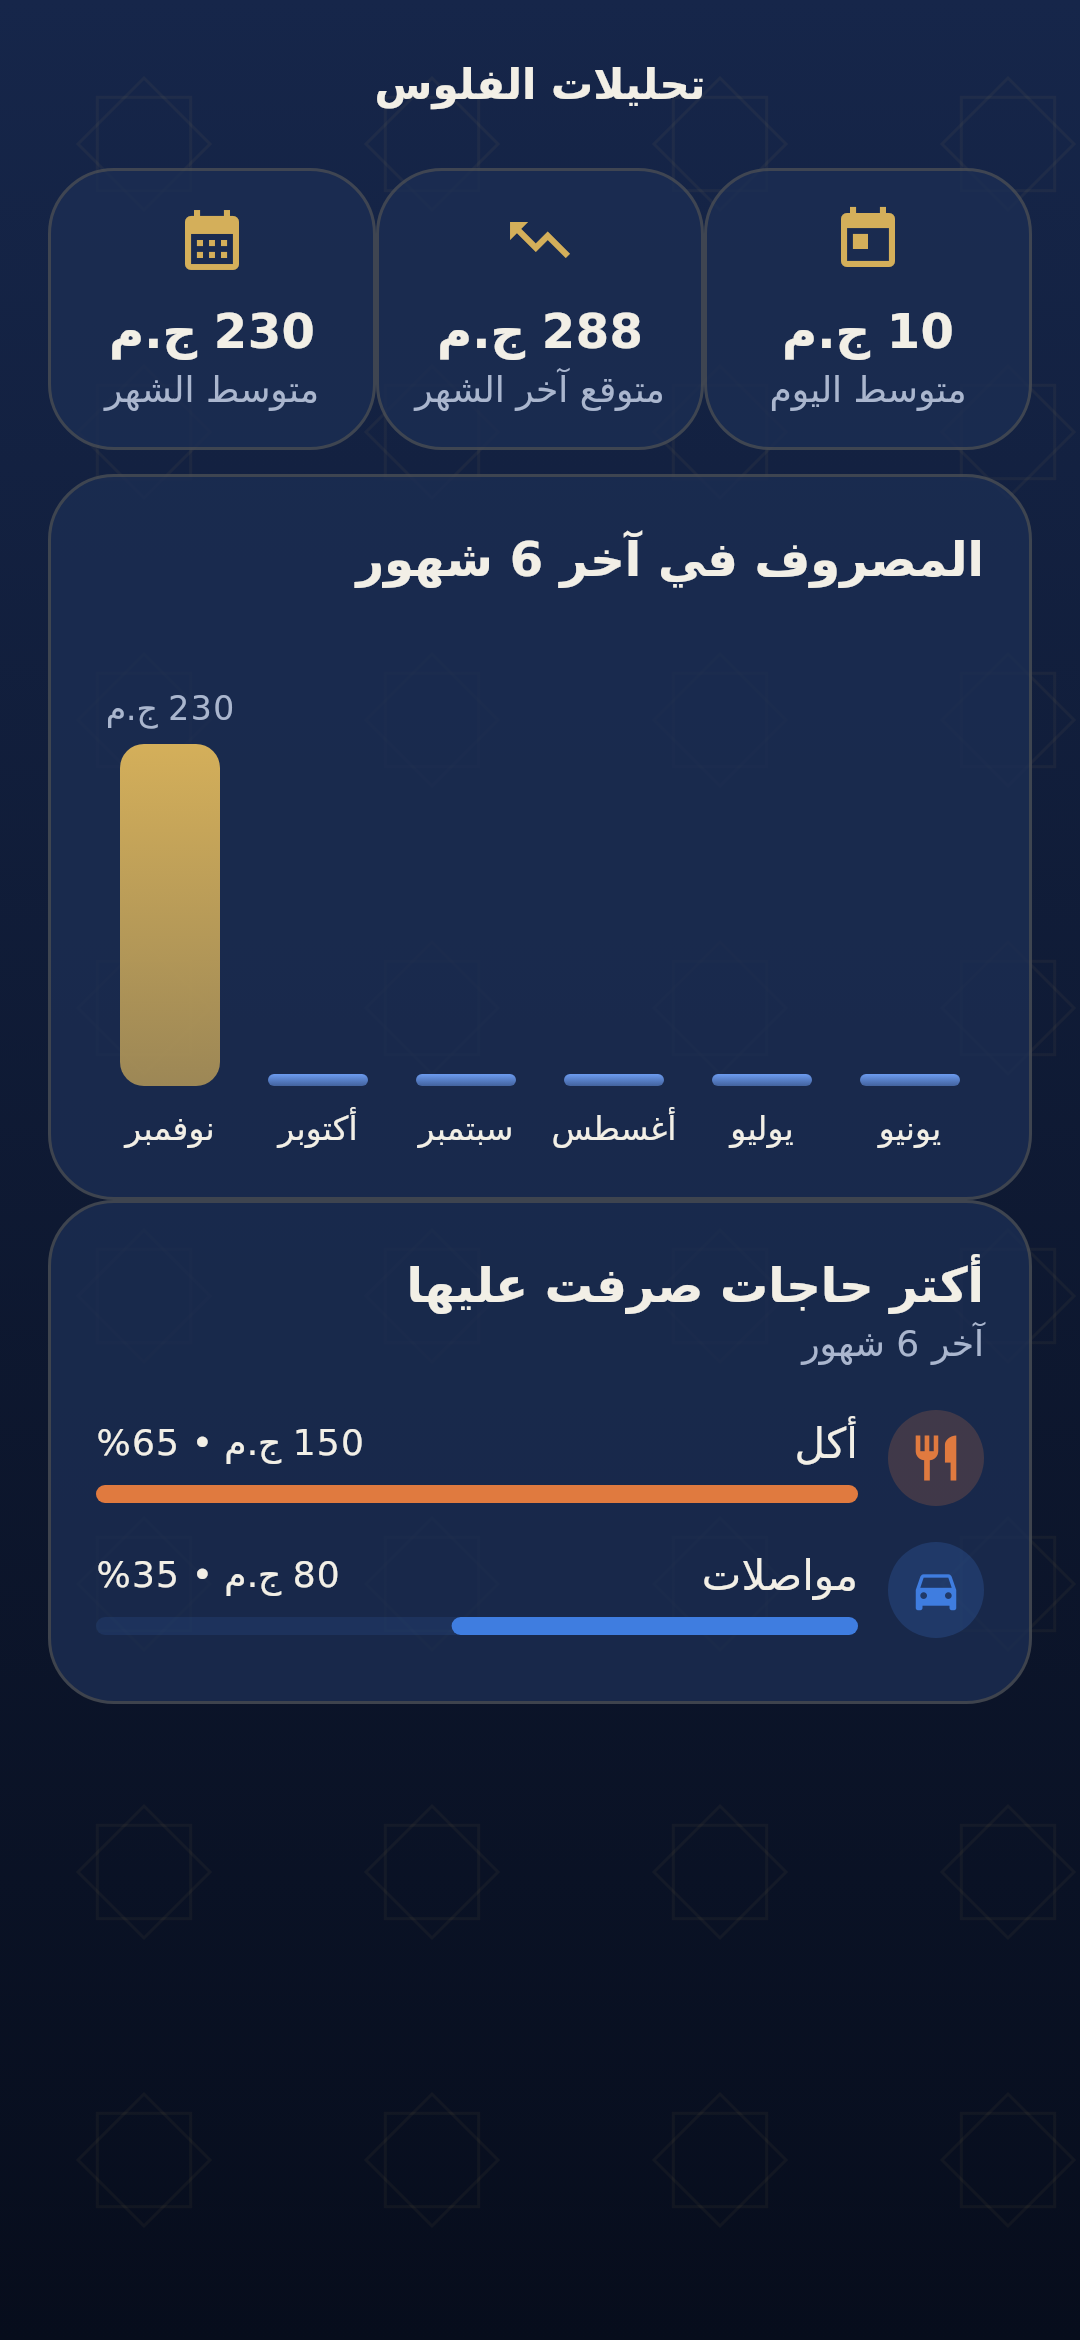 تحليلات الفلوس
10 ج.م
متوسط اليوم
288 ج.م
متوقع آخر الشهر
230 ج.م
متوسط الشهر
المصروف في آخر 6 شهور
230 ج.م
يونيو
يوليو
أغسطس
سبتمبر
أكتوبر
نوفمبر
أكتر حاجات صرفت عليها
آخر 6 شهور
أكل
150 ج.م • 65%
مواصلات
80 ج.م • 35%